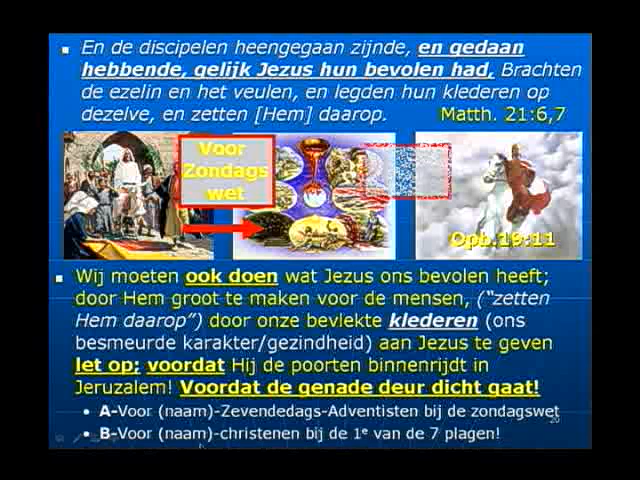 En de discipelen heengegaan zijnde, en gedaan
hebbende, gelijk Jezus hun bevolen had, Brachten
de ezelin en het veulen, en legden hun klederen op
dezelve, en zetten [Hem] daarop. Matth. 21:6,7
Voor
Zondags
wet
Opb.19:11
Wij moeten ook doen wat Jezus ons bevolen heeft;
door Hem groot te maken voor de mensen, ("zetten
Hem daarop") door onze bevlekte klederen (ons
besmeurde karakter/gezindheid) aan Jezus te geven
let op; voordat Hij de poorten binnenrijdt in
Jeruzalem! Voordat de genade deur dicht gaat!
A-Voor (naam)-Zevendedags-Adventisten bij de zondagswet
B-Voor (naam)-christenen bij de 1e van de 7 plagen!
20